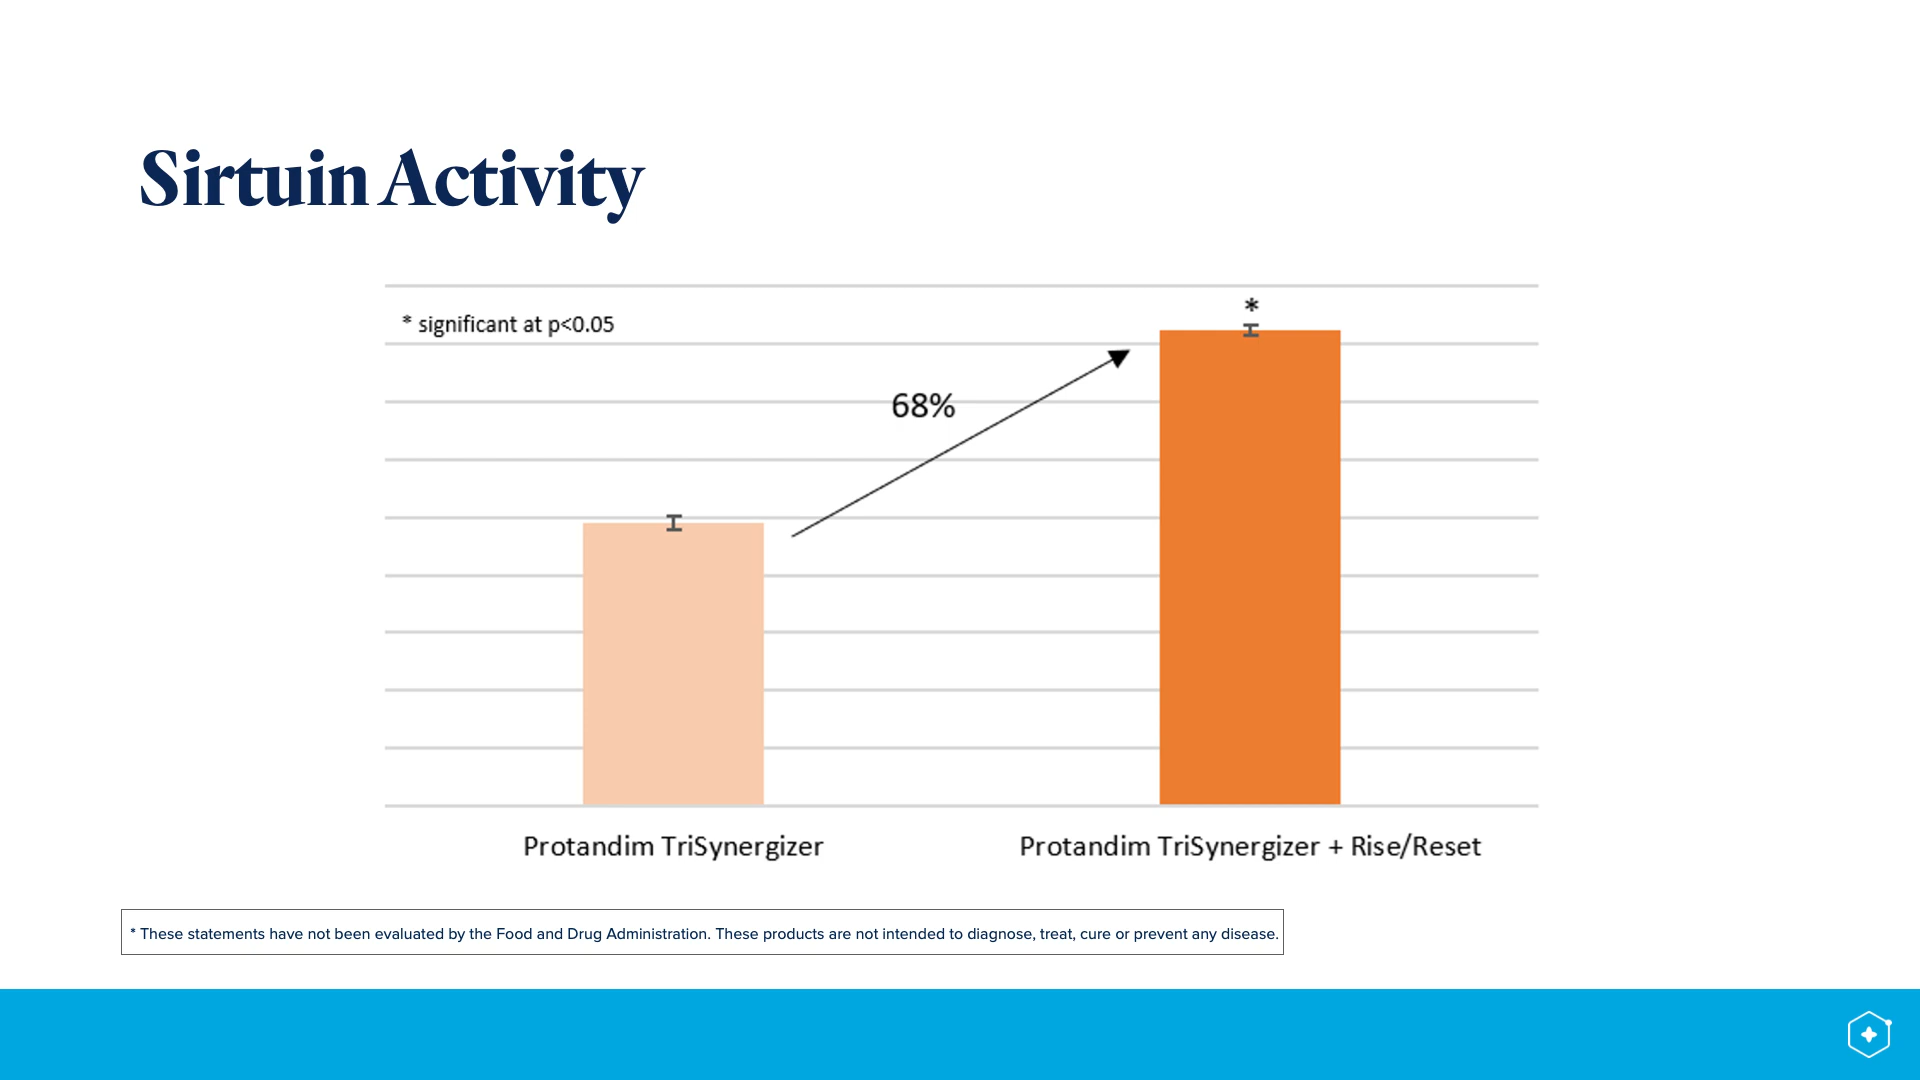 Sirtuin Activity
* significant at p<0.05
*
68%
Protandim TriSynergizer
Protandim TriSynergizer + Rise/Reset
* These statements have not been evaluated by the Food and Drug Administration. These products are not intended to diagnose, treat, cure or prevent any disease.